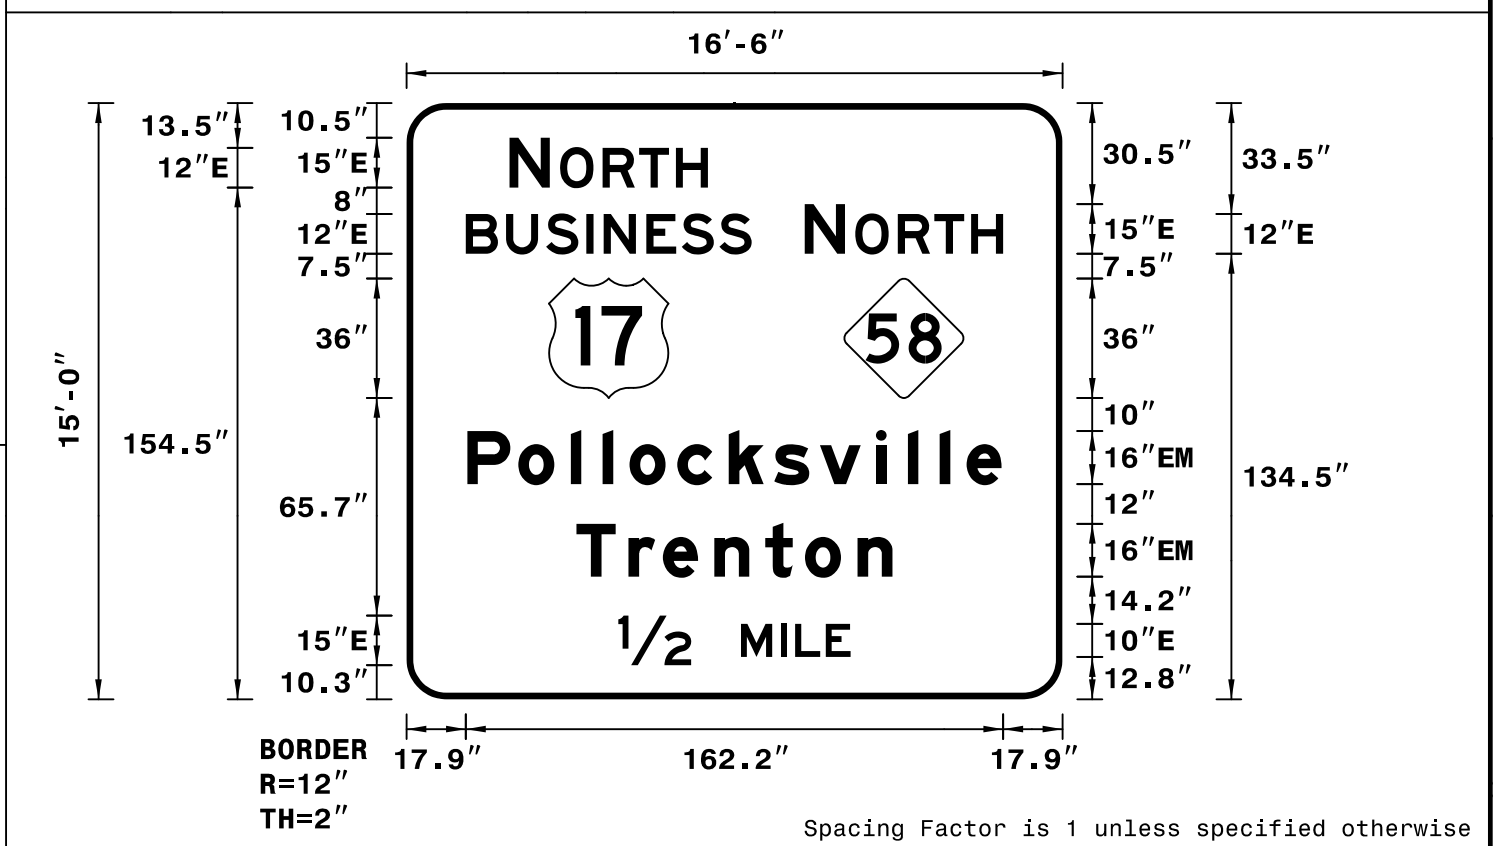 16'-6"
13.5" 10.5" 30.5" 33.5"
12"E 15"E
NORTH
8"
12"E 15"E 12"E
BUSINESS NORTH
7.5" 7.5"
17 58
36" 36"
15'-0"
10"
154.5" 16"EM 134.5"
Pollocksville
65.7" 12"
Trenton
16"EM
14.2"
15"E 10"E
1/2 MILE
10.3" 12.8"
BORDER 17.9" 162.2" 17.9"
R=12"
TH=2"
Spacing Factor is 1 unless specified otherwise